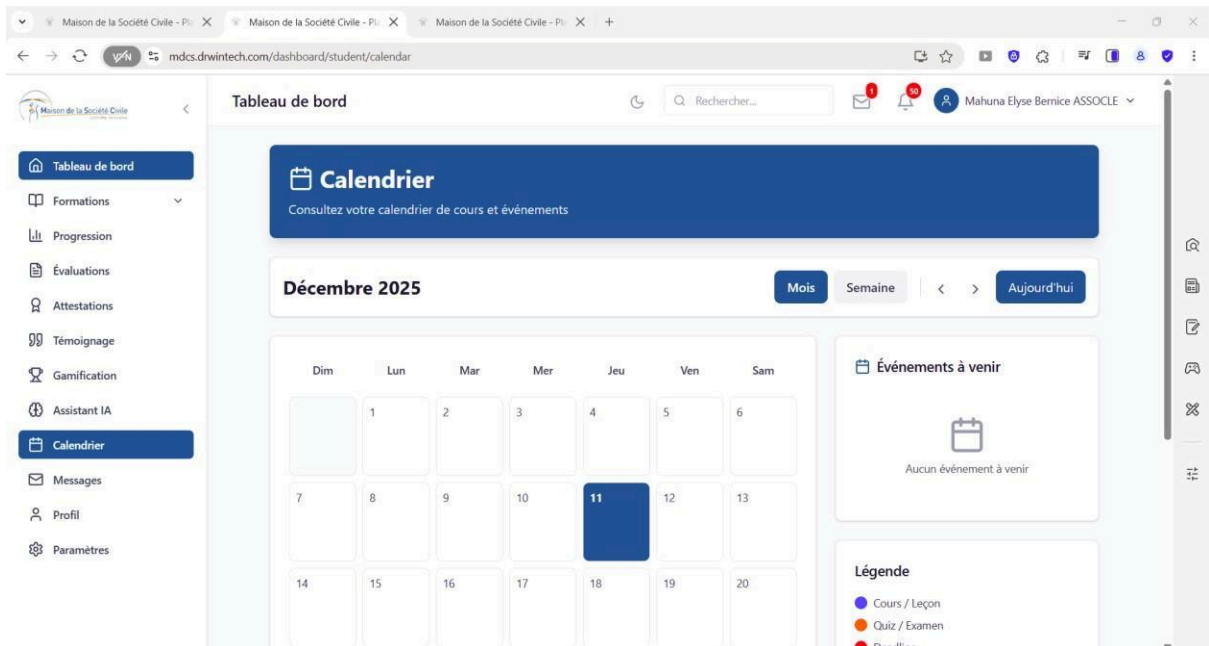 Maison de la Société Civile - Pl
Maison de la Société Civile - Pl
Maison de la Société Civile - Pl
VPN
mdcs.drwintech.com/dashboard/student/calendar
Maison de la Société Civile
Tableau de bord
Rechercher...
1
50
Mahuna Elyse Bernice ASSOCLE
Tableau de bord
Formations
Progression
Évaluations
Attestations
Témoignage
Gamification
Assistant IA
Calendrier
Messages
Profil
Paramètres
Calendrier
Consultez votre calendrier de cours et événements
Décembre 2025
Mois
Semaine
Aujourd'hui
Dim Lun Mar Mer Jeu Ven Sam
1 2 3 4 5 6
7 8 9 10 11 12 13
14 15 16 17 18 19 20
Événements à venir
Aucun événement à venir
Légende
Cours / Leçon
Quiz / Examen